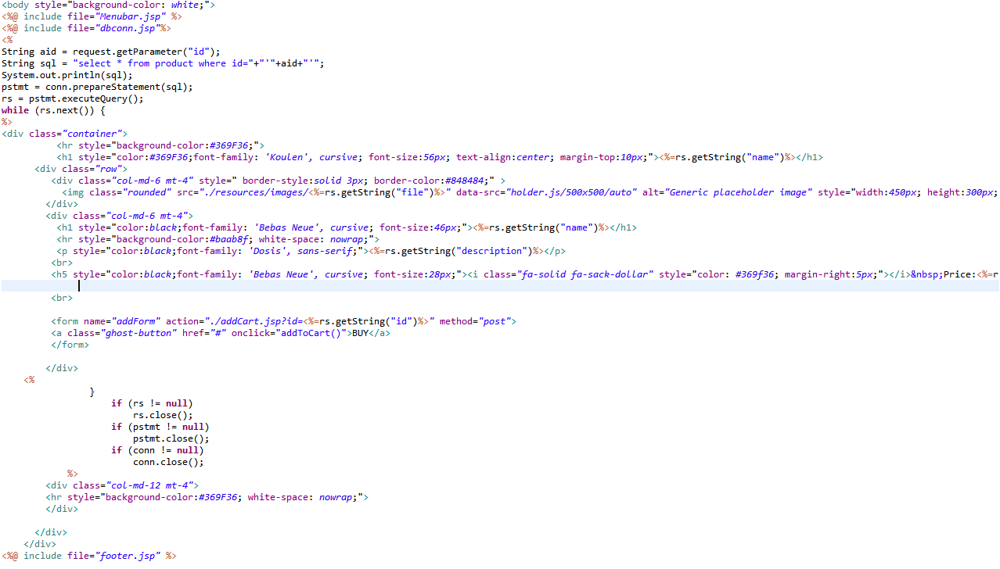 <body style="background-color: white;">
<%@ include file="Menubar.jsp" %>
<%@ include file="dbconn.jsp"%>
<%
String aid = request.getParameter("id");
String sql = "select * from product where id="+"'"+aid+"'";
System.out.println(sql);
pstmt = conn.prepareStatement(sql);
rs = pstmt.executeQuery();
while (rs.next()) {
%>
<div class="container">
<hr style="background-color:#369F36;">
<h1 style="color:#369F36;font-family: 'Koulen', cursive; font-size:56px; text-align:center; margin-top:10px;"><%=rs.getString("name")%></h1>
<div class="row">
<div class="col-md-6 mt-4" style=" border-style:solid 3px; border-color:#848484;" >
<img class="rounded" src="./resources/images/<%=rs.getString("file")%>" data-src="holder.js/500x500/auto" alt="Generic placeholder image" style="width:450px; height:300px;
</div>
<div class="col-md-6 mt-4">
<h1 style="color:black;font-family: 'Bebas Neue', cursive; font-size:46px;"><%=rs.getString("name")%></h1>
<hr style="background-color:#baab8f; white-space: nowrap;">
<p style="color:black;font-family: 'Dosis', sans-serif;"><%=rs.getString("description")%></p>
<br>
<h5 style="color:black;font-family: 'Bebas Neue', cursive; font-size:28px;"><i class="fa-solid fa-sack-dollar" style="color: #369f36; margin-right:5px;"></i>&nbsp;Price:<%=r
<br>
<form name="addForm" action="./addCart.jsp?id=<%=rs.getString("id")%>" method="post">
<a class="ghost-button" href="#" onclick="addToCart()">BUY</a>
</form>
</div>
<%
}
if (rs != null)
rs.close();
if (pstmt != null)
pstmt.close();
if (conn != null)
conn.close();
%>
<div class="col-md-12 mt-4">
<hr style="background-color:#369F36; white-space: nowrap;">
</div>
</div>
</div>
<%@ include file="footer.jsp" %>